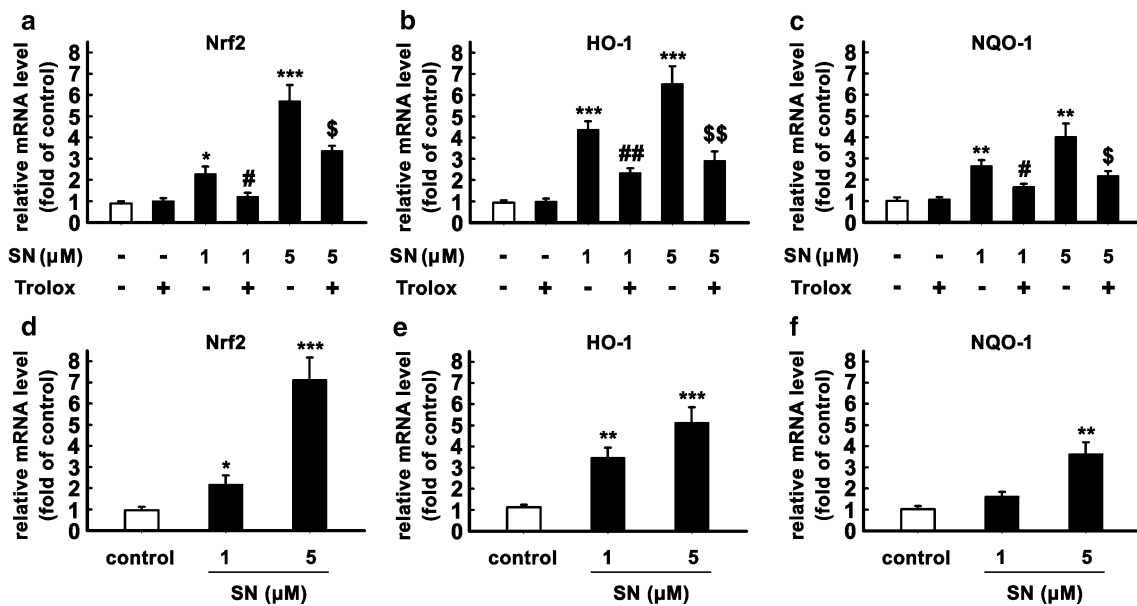 a
Nrf2
relative mRNA level
(fold of control)
8
7
6
5
4
3
2
1
0
*
#
***
$
SN (µM) - - 1 1 5 5
Trolox - + - + - +
b
HO-1
relative mRNA level
(fold of control)
8
7
6
5
4
3
2
1
0
***
##
***
$$
SN (µM) - - 1 1 5 5
Trolox - + - + - +
c
NQO-1
relative mRNA level
(fold of control)
8
7
6
5
4
3
2
1
0
**
#
**
$
SN (µM) - - 1 1 5 5
Trolox - + - + - +
d
Nrf2
relative mRNA level
(fold of control)
8
7
6
5
4
3
2
1
0
*
***
control 1 5
SN (µM)
e
HO-1
relative mRNA level
(fold of control)
8
7
6
5
4
3
2
1
0
**
***
control 1 5
SN (µM)
f
NQO-1
relative mRNA level
(fold of control)
8
7
6
5
4
3
2
1
0
**
control 1 5
SN (µM)